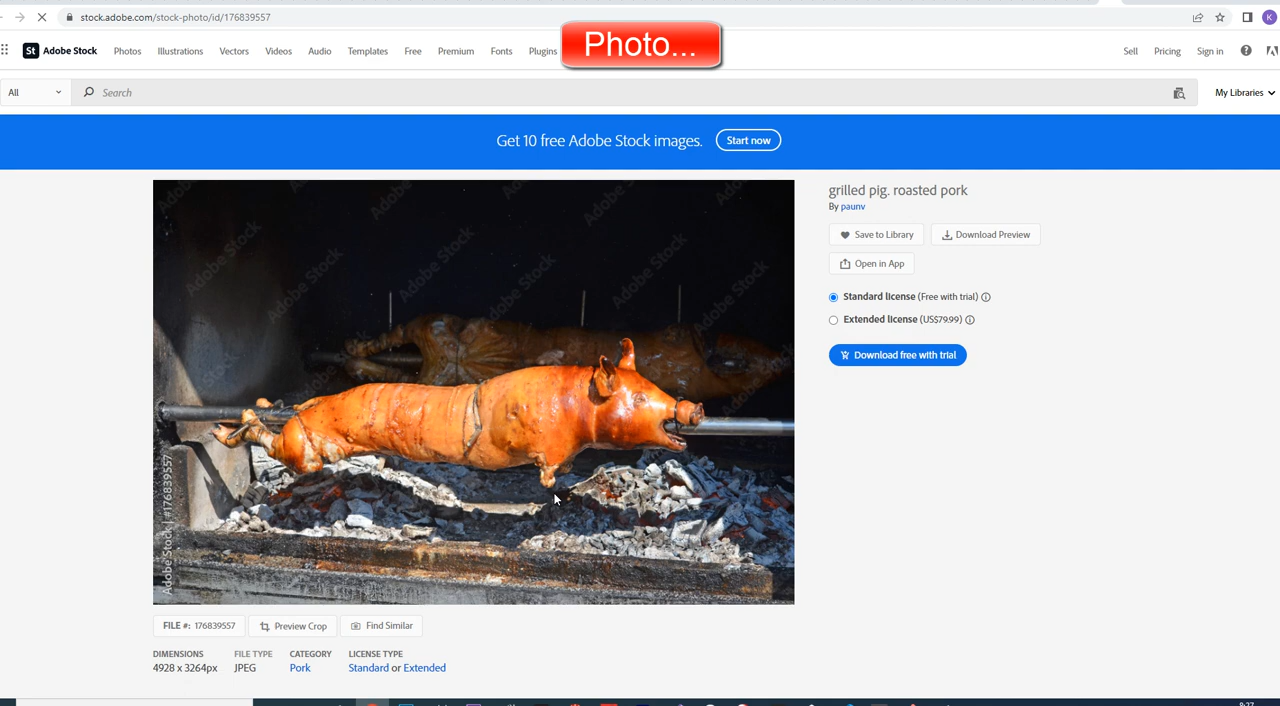 stock.adobe.com/stock-photo/id/176839557
K
Photo...
St Adobe Stock Photos Illustrations Vectors Videos Audio Templates Free Premium Fonts Plugins Sell Pricing Sign in
All Search My Libraries
Get 10 free Adobe Stock images. Start now
grilled pig. roasted pork
By paunv
Save to Library Download Preview
Open in App
Standard license (Free with trial)
Extended license (US$79.99)
Download free with trial
Adobe Stock | #176839557
FILE #: 176839557 Preview Crop Find Similar
DIMENSIONS FILE TYPE CATEGORY LICENSE TYPE
4928 x 3264px JPEG Pork Standard or Extended